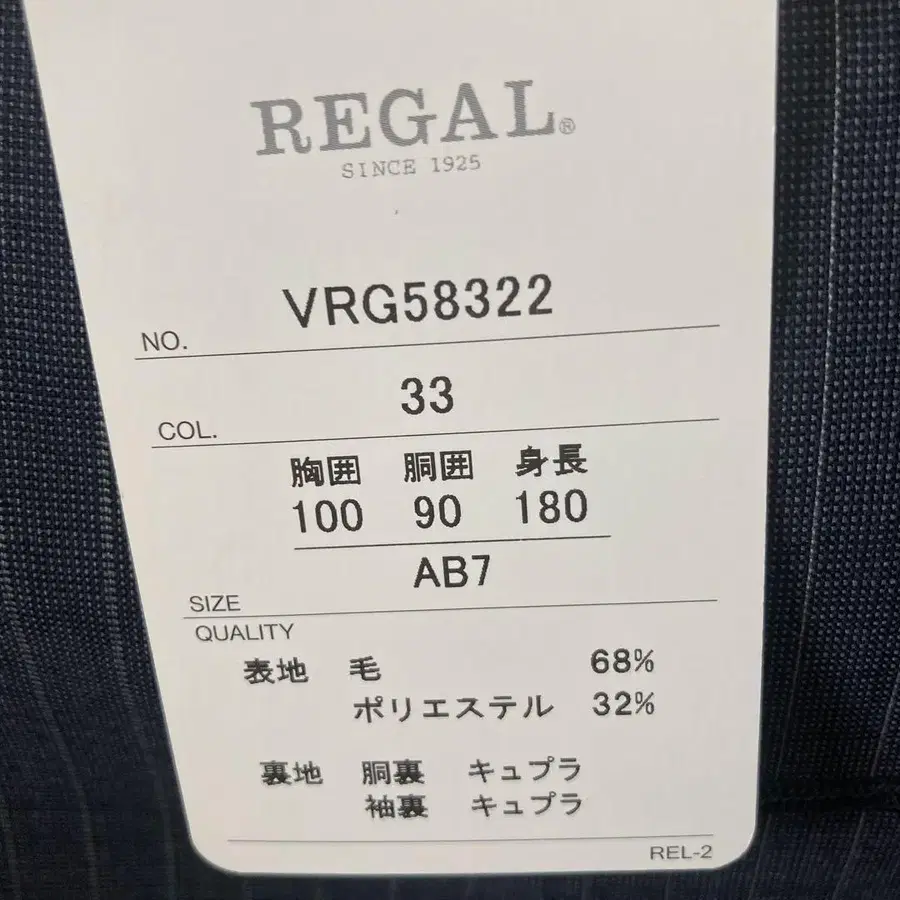 REGAL®
SINCE 1925
NO. VRG58322
COL. 33
胸囲 胴囲 身長
100 90 180
AB7
SIZE
QUALITY
表地 毛 68%
ポリエステル 32%
裏地 胴裏 キュプラ
袖裏 キュプラ
REL-2